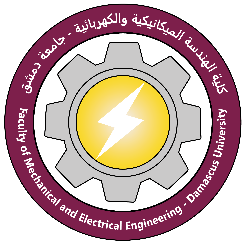 كلية الهندسة الميكانيكية والكهربائية - جامعة دمشق
Faculty of Mechanical and Electrical Engineering - Damascus University